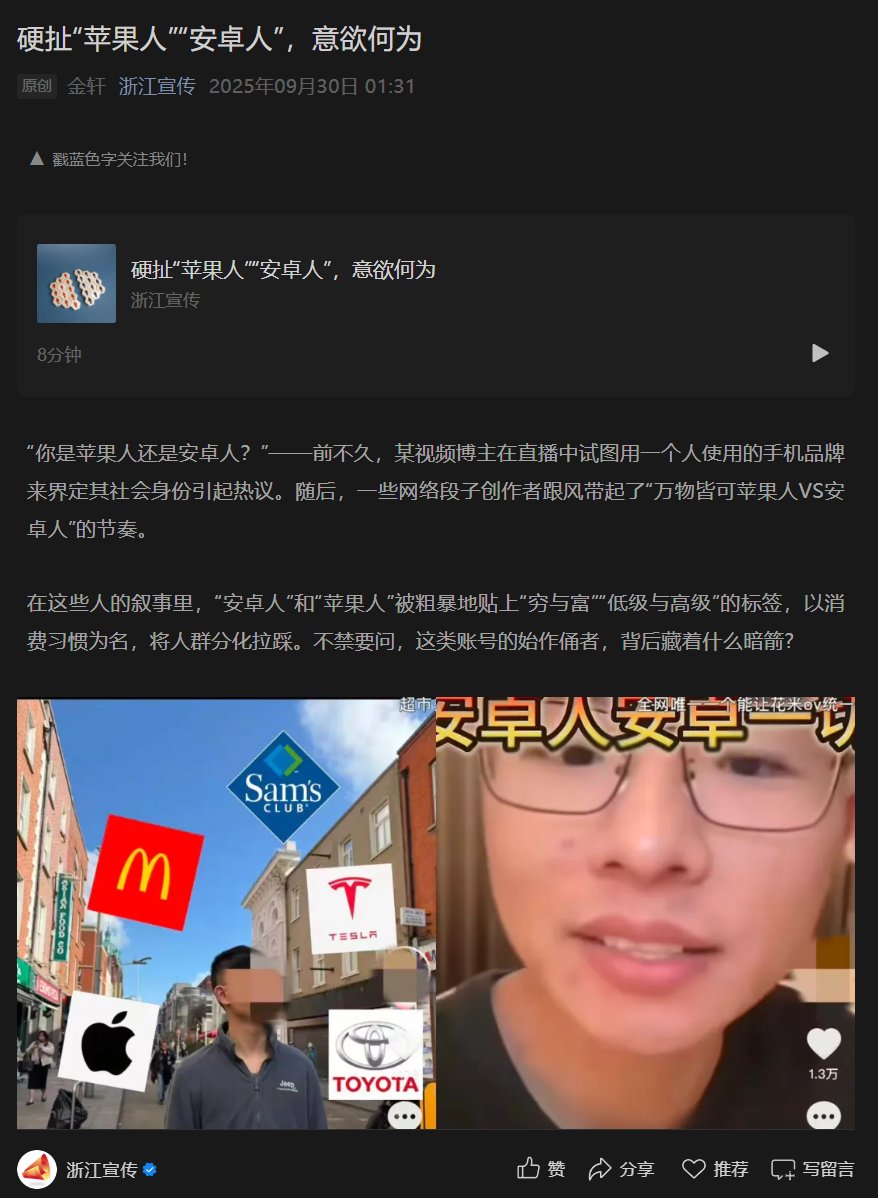 硬扯“苹果人”“安卓人”，意欲何为
原创 金轩 浙江宣传 2025年09月30日 01:31
▲ 戳蓝色字关注我们！
硬扯“苹果人”“安卓人”，意欲何为
浙江宣传
8分钟
“你是苹果人还是安卓人？”——前不久，某视频博主在直播中试图用一个人使用的手机品牌
来界定其社会身份引起热议。随后，一些网络段子创作者跟风带起了“万物皆可苹果人VS安
卓人”的节奏。
在这些人的叙事里，“安卓人”和“苹果人”被粗暴地贴上“穷与富”“低级与高级”的标签，以消
费习惯为名，将人群分化拉踩。不禁要问，这类账号的始作俑者，背后藏着什么暗箭？
超市
全网唯一一个能让花米ov统一
安卓人安卓一切
Sam's
CLUB
TESLA
ASIAN FOOD CO
Jeep
TOYOTA
1.3万
浙江宣传
赞 分享 推荐 写留言